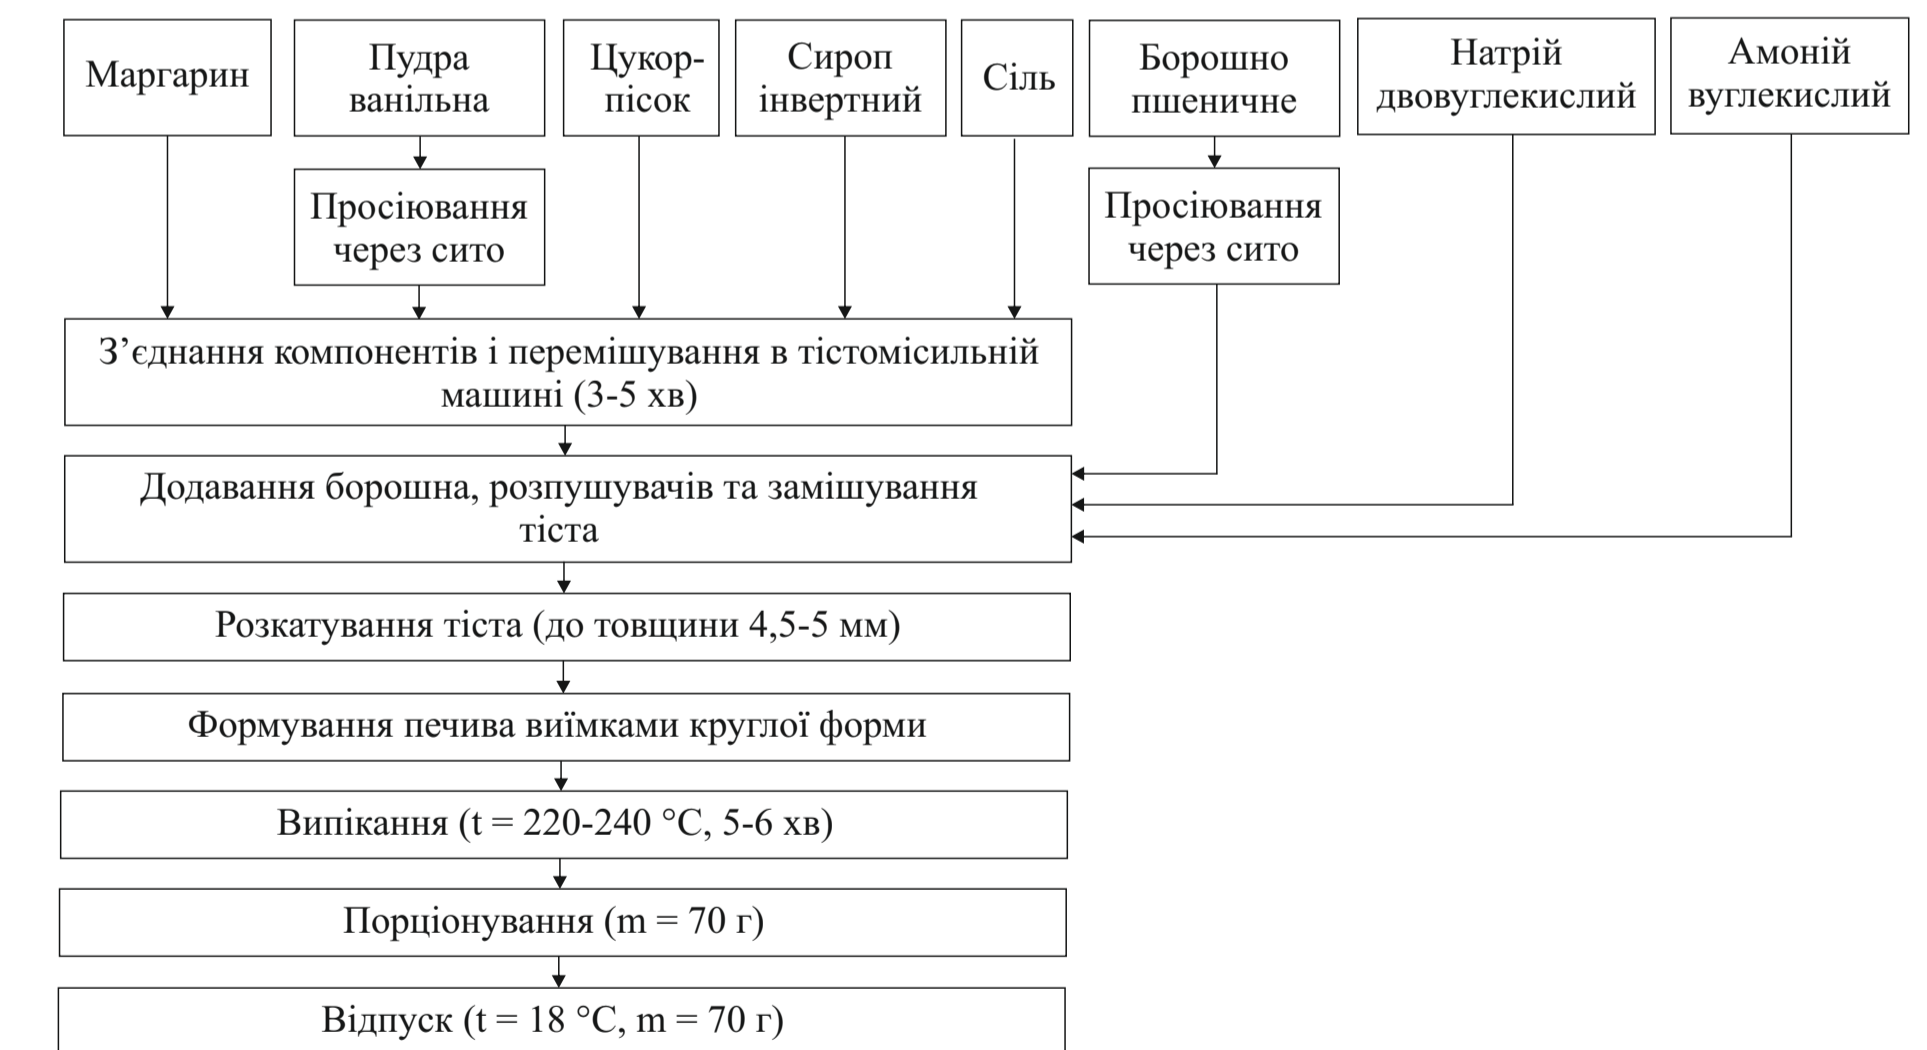 Маргарин
Пудра
ванільна
Цукор-
пісок
Сироп
інвертний
Сіль
Борошно
пшеничне
Натрій
двовуглекислий
Амоній
вуглекислий
Просіювання
через сито
Просіювання
через сито
З’єднання компонентів і перемішування в тістомісильній
машині (3-5 хв)
Додавання борошна, розпушувачів та замішування
тіста
Розкатування тіста (до товщини 4,5-5 мм)
Формування печива виїмками круглої форми
Випікання (t = 220-240 °C, 5-6 хв)
Порціонування (m = 70 г)
Відпуск (t = 18 °C, m = 70 г)